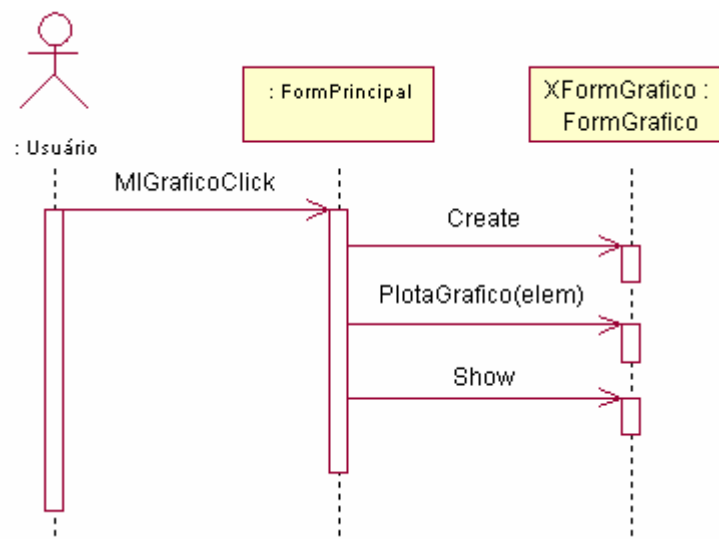 : Usuário
: FormPrincipal
XFormGrafico :
FormGrafico
MIGraficoClick
Create
PlotaGrafico(elem)
Show